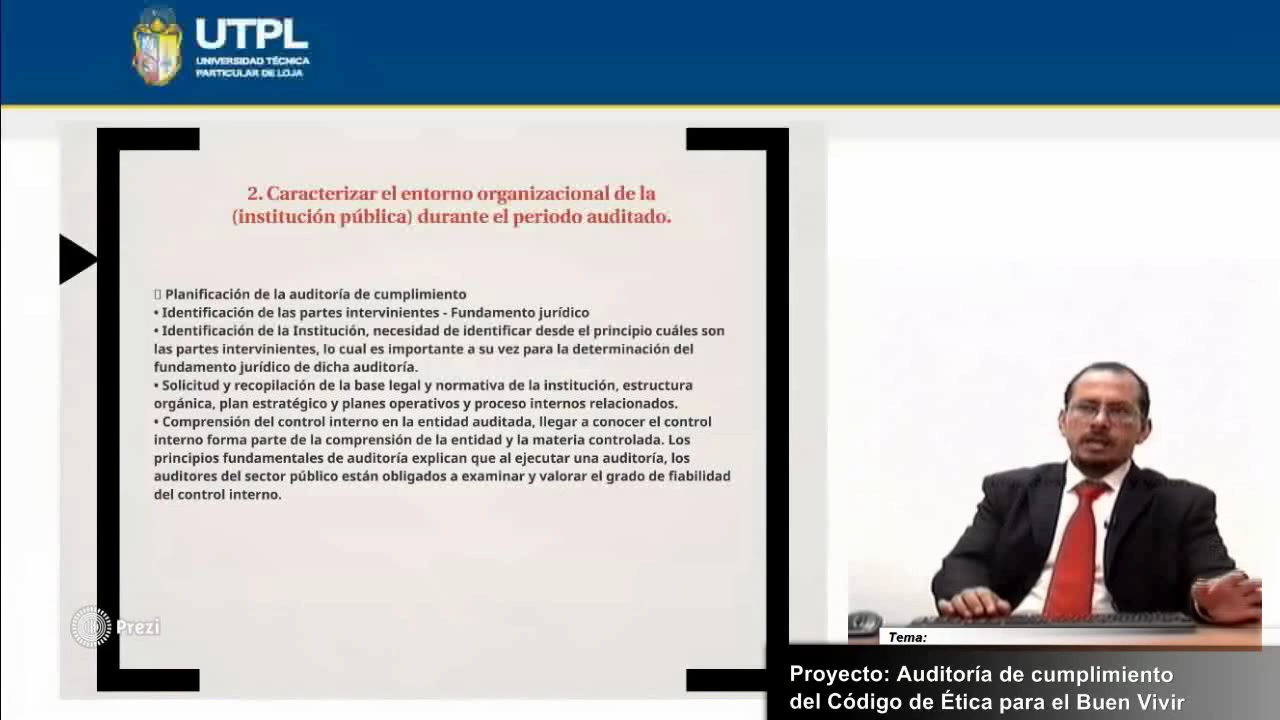 UTPL
UNIVERSIDAD TÉCNICA
PARTICULAR DE LOJA
2. Caracterizar el entorno organizacional de la
(institución pública) durante el periodo auditado.
▯ Planificación de la auditoría de cumplimiento
• Identificación de las partes intervinientes - Fundamento jurídico
• Identificación de la Institución, necesidad de identificar desde el principio cuáles son
las partes intervinientes, lo cual es importante a su vez para la determinación del
fundamento jurídico de dicha auditoría.
• Solicitud y recopilación de la base legal y normativa de la institución, estructura
orgánica, plan estratégico y planes operativos y proceso internos relacionados.
• Comprensión del control interno en la entidad auditada, llegar a conocer el control
interno forma parte de la comprensión de la entidad y la materia controlada. Los
principios fundamentales de auditoría explican que al ejecutar una auditoría, los
auditores del sector público están obligados a examinar y valorar el grado de fiabilidad
del control interno.
Prezi
Tema:
Proyecto: Auditoría de cumplimiento
del Código de Ética para el Buen Vivir